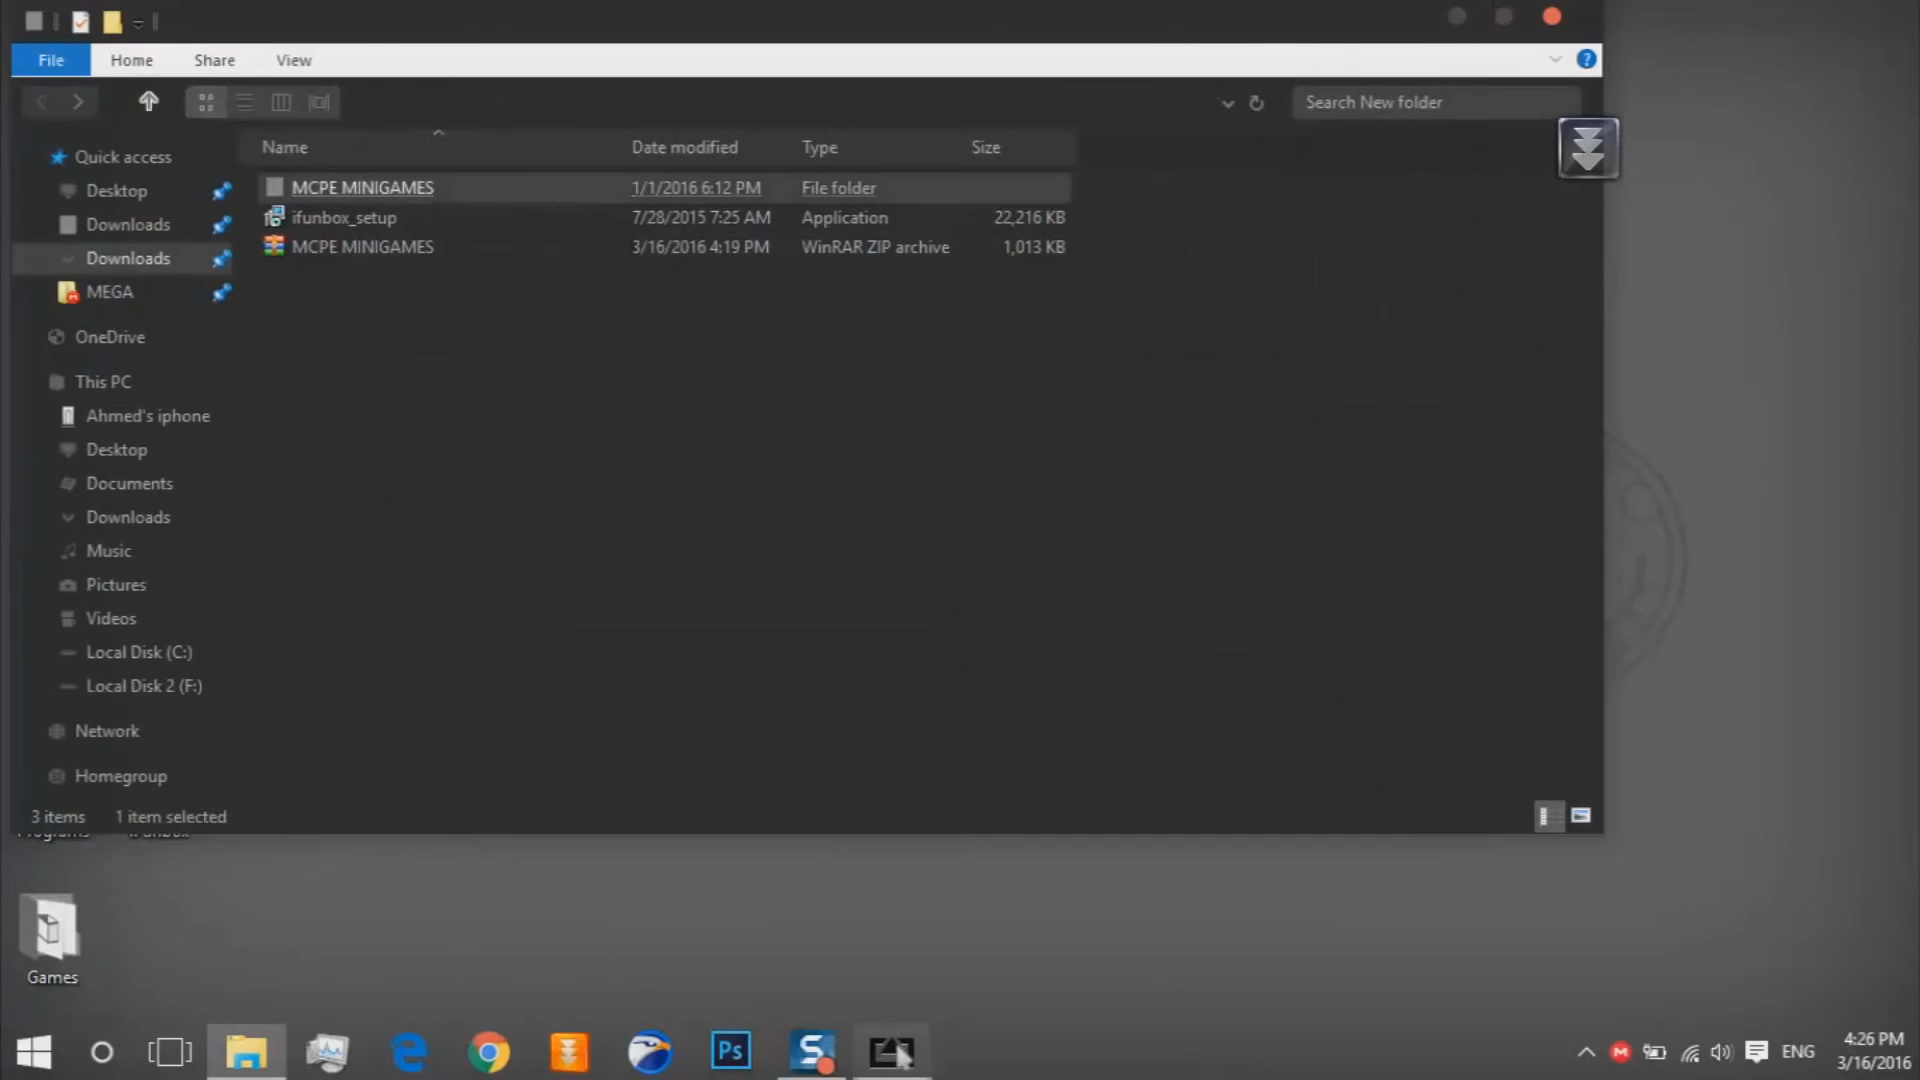 File Home Share View
Search New folder
Name Date modified Type Size
MCPE MINIGAMES 1/1/2016 6:12 PM File folder
ifunbox_setup 7/28/2015 7:25 AM Application 22,216 KB
MCPE MINIGAMES 3/16/2016 4:19 PM WinRAR ZIP archive 1,013 KB
Quick access
Desktop
Downloads
Downloads
MEGA
OneDrive
This PC
Ahmed's iphone
Desktop
Documents
Downloads
Music
Pictures
Videos
Local Disk (C:)
Local Disk 2 (F:)
Network
Homegroup
3 items 1 item selected
Games
Ps
S
ENG
4:26 PM
3/16/2016